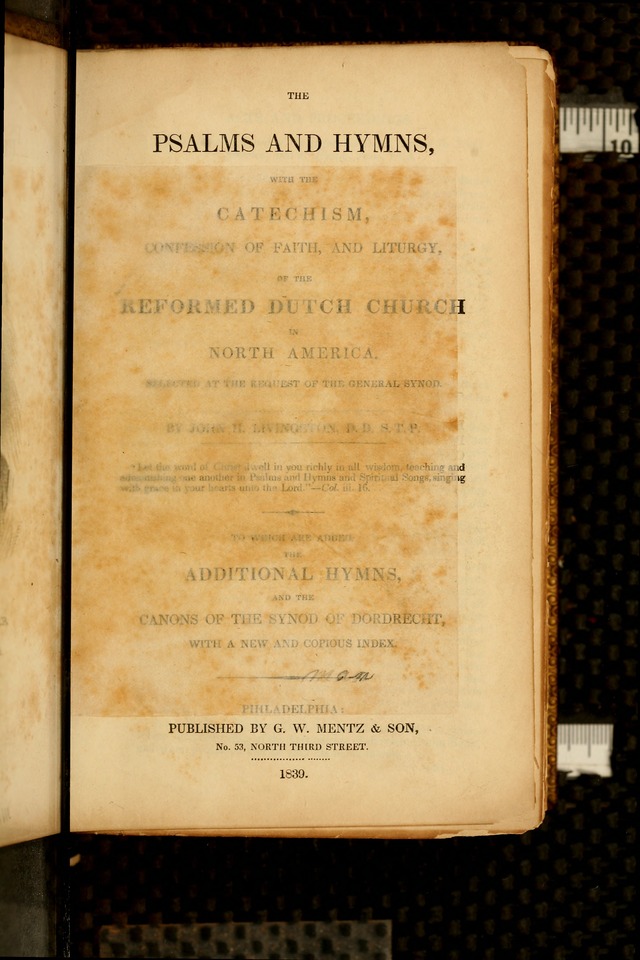 THE
PSALMS AND HYMNS,
WITH THE
CATECHISM,
CONFESSION OF FAITH, AND LITURGY,
OF THE
REFORMED DUTCH CHURCH
IN
NORTH AMERICA.
SELECTED AT THE REQUEST OF THE GENERAL SYNOD.
BY JOHN H. LIVINGSTON, D. D. S. T. P.
"Let the word of Christ dwell in you richly in all wisdom, teaching and
admonishing one another in Psalms and Hymns and Spiritual Songs, singing
with grace in your hearts unto the Lord."—Col. iii. 16.
TO WHICH ARE ADDED
THE
ADDITIONAL HYMNS,
AND THE
CANONS OF THE SYNOD OF DORDRECHT,
WITH A NEW AND COPIOUS INDEX.
PHILADELPHIA:
PUBLISHED BY G. W. MENTZ & SON,
No. 53, NORTH THIRD STREET.
1839.
10